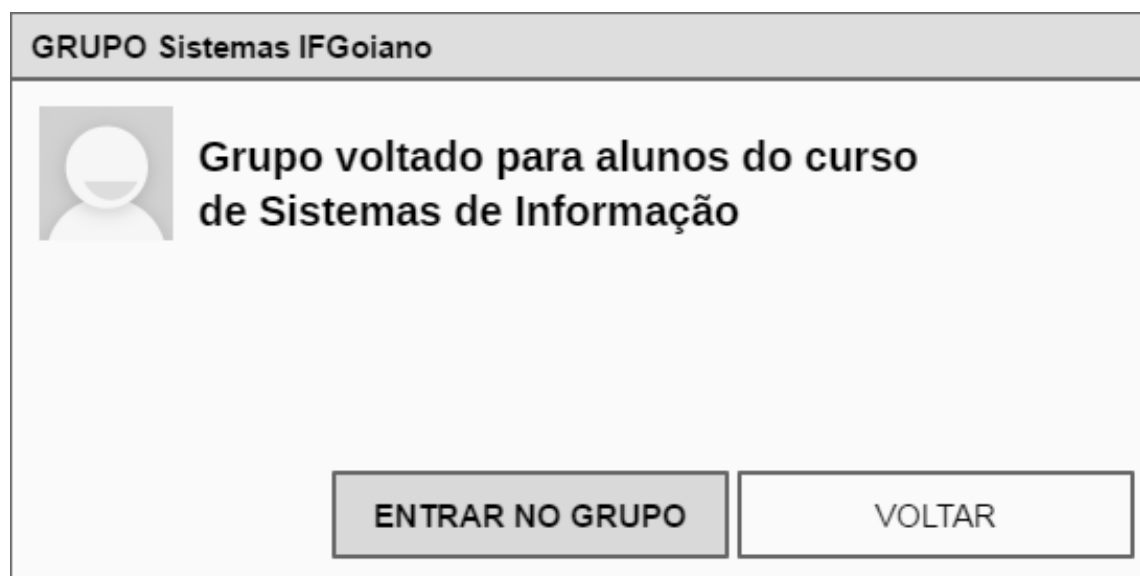 GRUPO Sistemas IFGoiano
Grupo voltado para alunos do curso
de Sistemas de Informação
ENTRAR NO GRUPO
VOLTAR